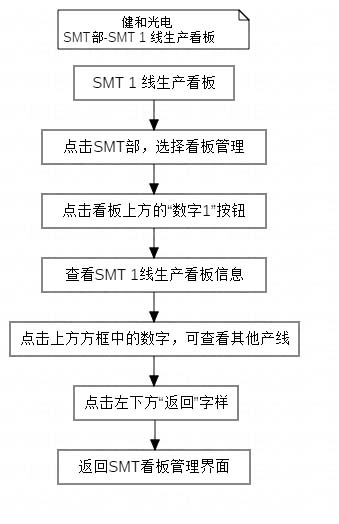 健和光电
SMT部-SMT 1 线生产看板
SMT 1 线生产看板
点击SMT部，选择看板管理
点击看板上方的“数字1”按钮
查看SMT 1线生产看板信息
点击上方方框中的数字，可查看其他产线
点击左下方“返回”字样
返回SMT看板管理界面